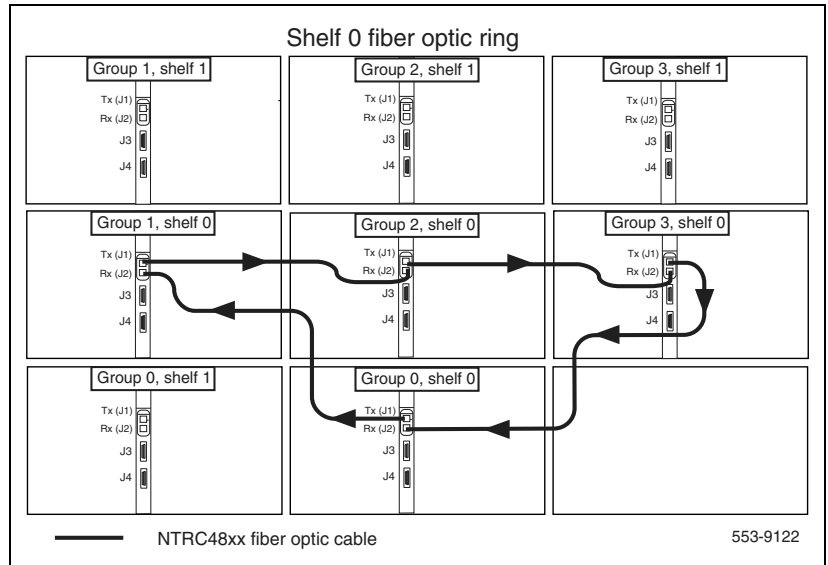 Shelf 0 fiber optic ring
Group 1, shelf 1
Tx (J1)
Rx (J2)
J3
J4
Group 2, shelf 1
Tx (J1)
Rx (J2)
J3
J4
Group 3, shelf 1
Tx (J1)
Rx (J2)
J3
J4
Group 1, shelf 0
Tx (J1)
Rx (J2)
J3
J4
Group 2, shelf 0
Tx (J1)
Rx (J2)
J3
J4
Group 3, shelf 0
Tx (J1)
Rx (J2)
J3
J4
Group 0, shelf 1
Tx (J1)
Rx (J2)
J3
J4
Group 0, shelf 0
Tx (J1)
Rx (J2)
J3
J4
NTRC48xx fiber optic cable
553-9122